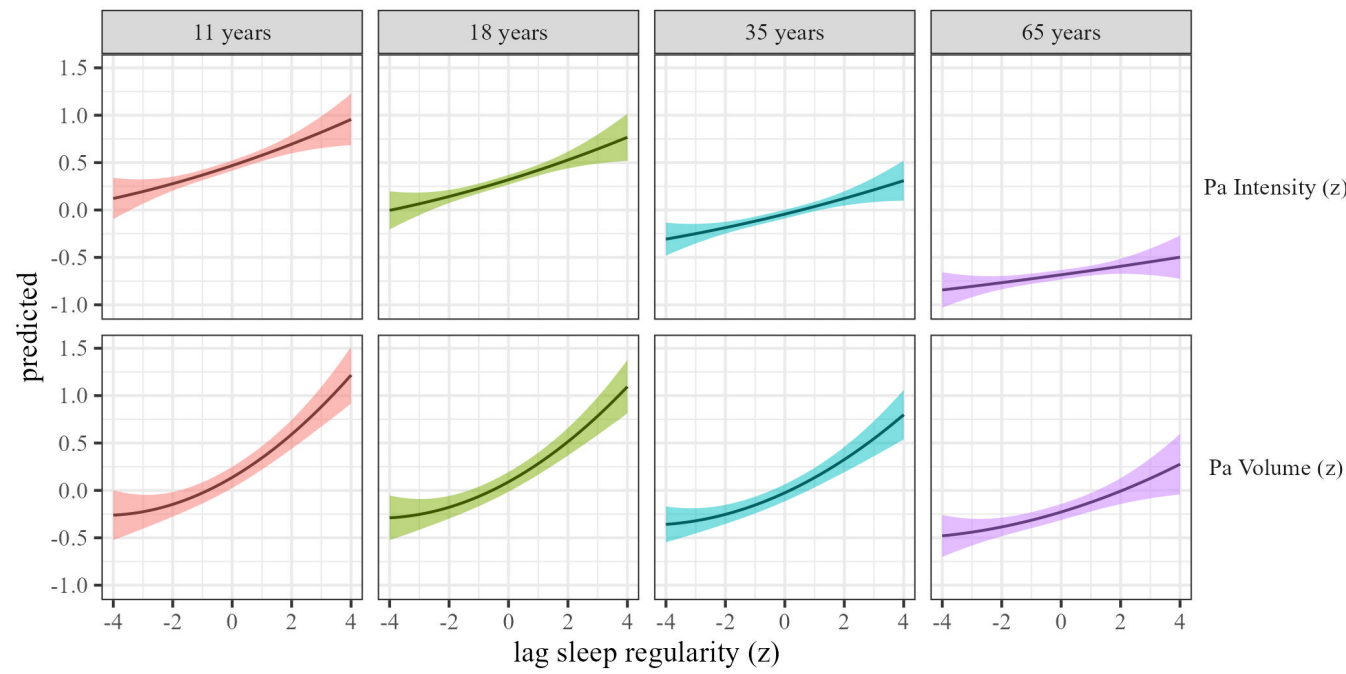 11 years 18 years 35 years 65 years
1.5
1.0
0.5
0.0
-0.5
-1.0
Pa Intensity (z)
predicted
1.5
1.0
0.5
0.0
-0.5
-1.0
Pa Volume (z)
-4 -2 0 2 4 -4 -2 0 2 4 -4 -2 0 2 4 -4 -2 0 2 4
lag sleep regularity (z)